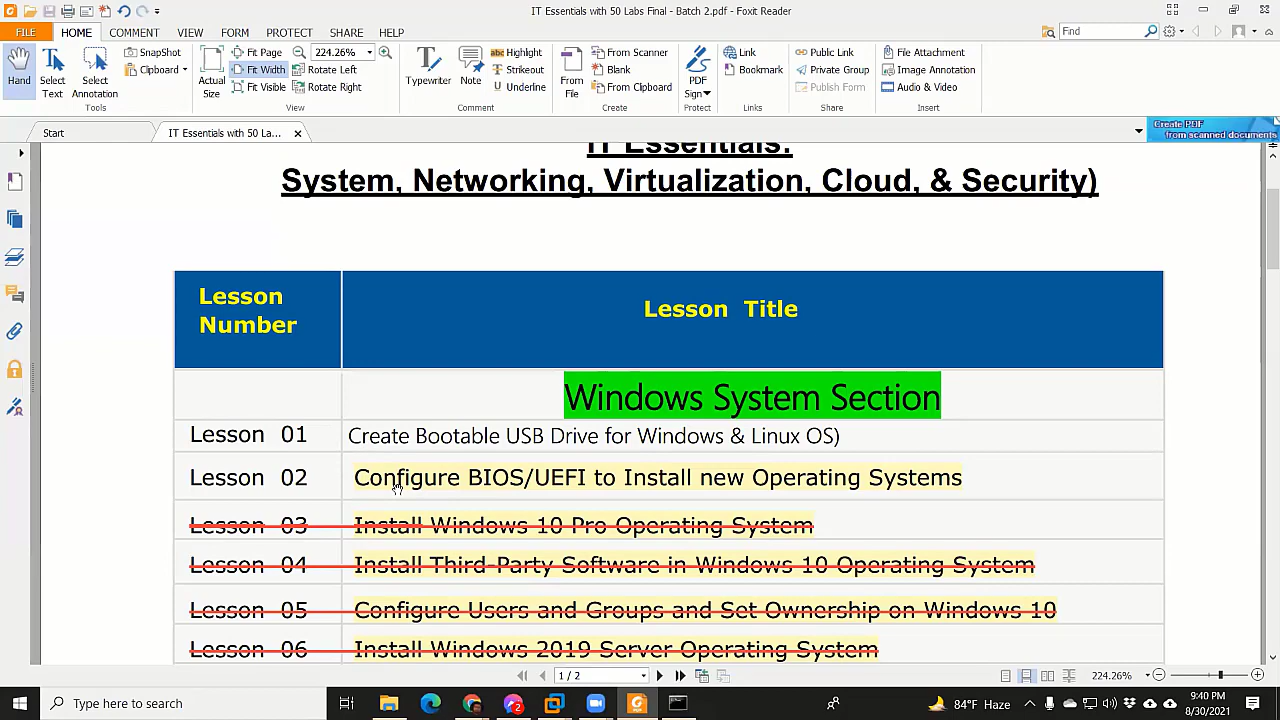 IT Essentials with 50 Labs Final - Batch 2.pdf - Foxit Reader
FILE HOME COMMENT VIEW FORM PROTECT SHARE HELP
Find
Hand
Select Text
Select Annotation
SnapShot
Clipboard
Tools
Actual Size
Fit Page
Fit Width
Fit Visible
224.26%
Rotate Left
Rotate Right
View
Typewriter
Note
Highlight
Strikeout
Underline
Comment
From File
From Scanner
Blank
From Clipboard
Create
PDF Sign
Protect
Link
Bookmark
Links
Public Link
Private Group
Publish Form
Share
File Attachment
Image Annotation
Audio & Video
Insert
Start
IT Essentials with 50 La...
Create PDF
from scanned documents
IT Essentials:
System, Networking, Virtualization, Cloud, & Security)
Lesson Number
Lesson Title
Windows System Section
Lesson 01 Create Bootable USB Drive for Windows & Linux OS)
Lesson 02 Configure BIOS/UEFI to Install new Operating Systems
Lesson 03 Install Windows 10 Pro Operating System
Lesson 04 Install Third-Party Software in Windows 10 Operating System
Lesson 05 Configure Users and Groups and Set Ownership on Windows 10
Lesson 06 Install Windows 2019 Server Operating System
1 / 2
224.26%
Type here to search
2
84°F Haze
9:40 PM
8/30/2021